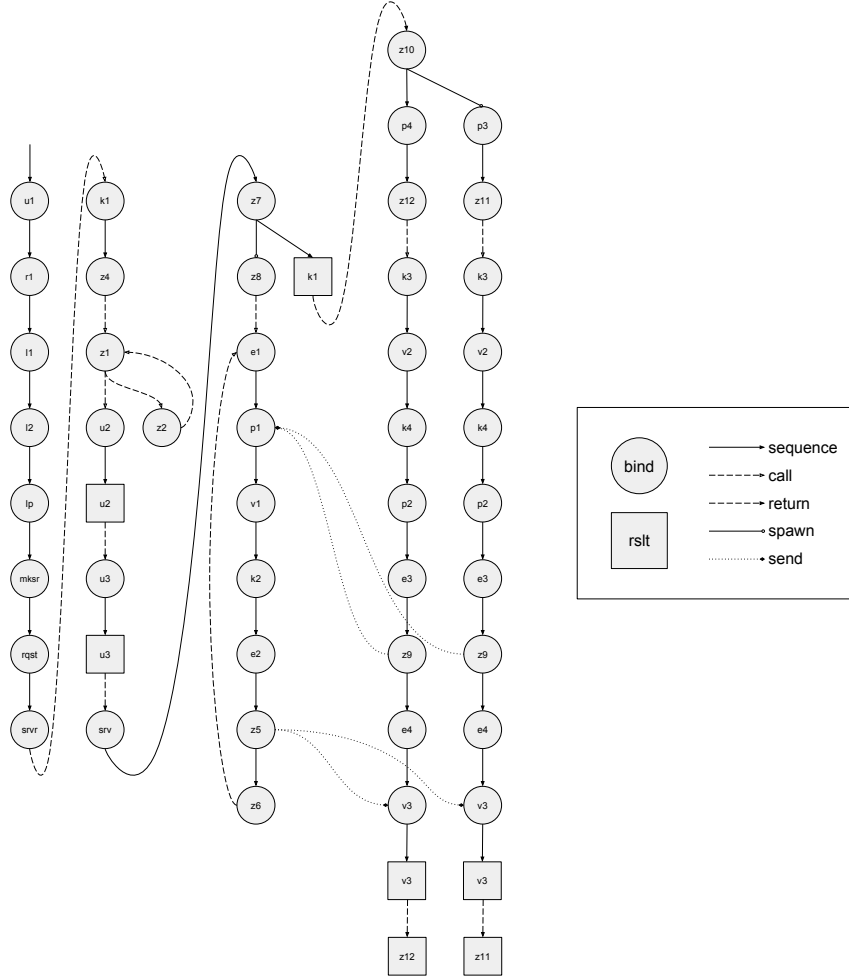 z10
p4
p3
u1
k1
z7
z12
z11
r1
z4
z8
k1
k3
k3
l1
z1
e1
v2
v2
l2
u2
z2
p1
k4
k4
lp
u2
v1
p2
p2
mksr
u3
k2
e3
e3
rqst
u3
e2
z9
z9
srvr
srv
z5
e4
e4
z6
v3
v3
v3
v3
z12
z11
bind
rslt
sequence
call
return
spawn
send